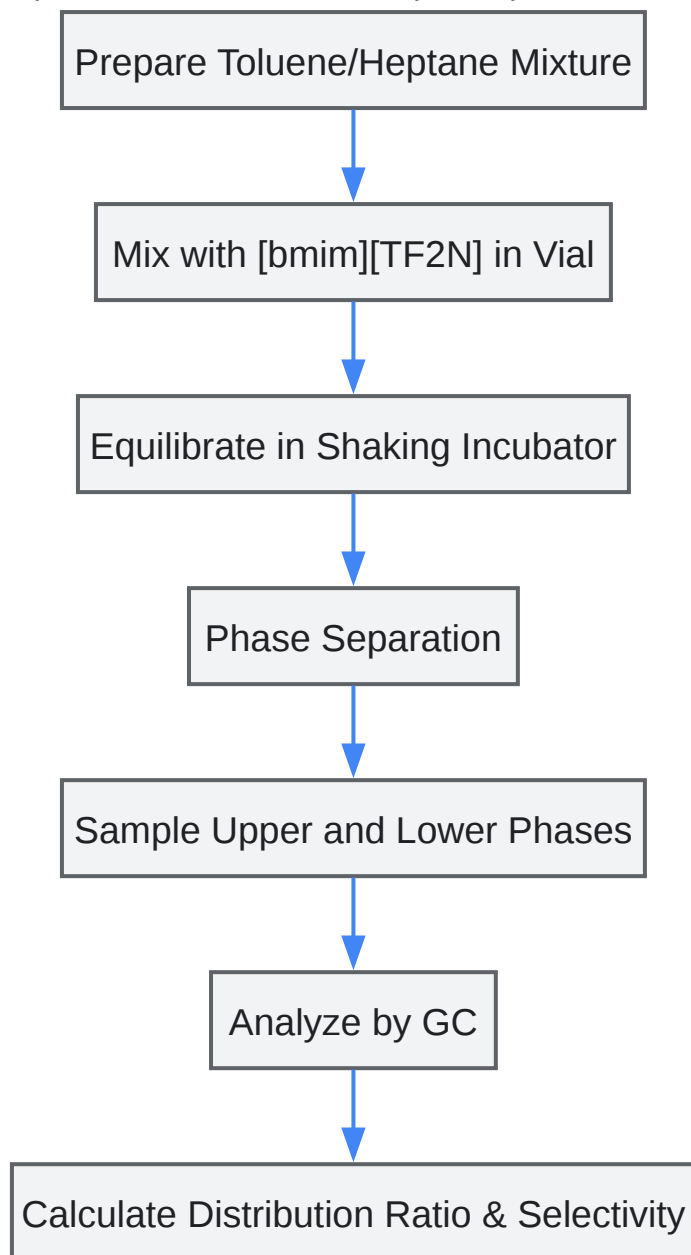 Prepare Toluene/Heptane Mixture
Mix with [bmim][TF2N] in Vial
Equilibrate in Shaking Incubator
Phase Separation
Sample Upper and Lower Phases
Analyze by GC
Calculate Distribution Ratio & Selectivity